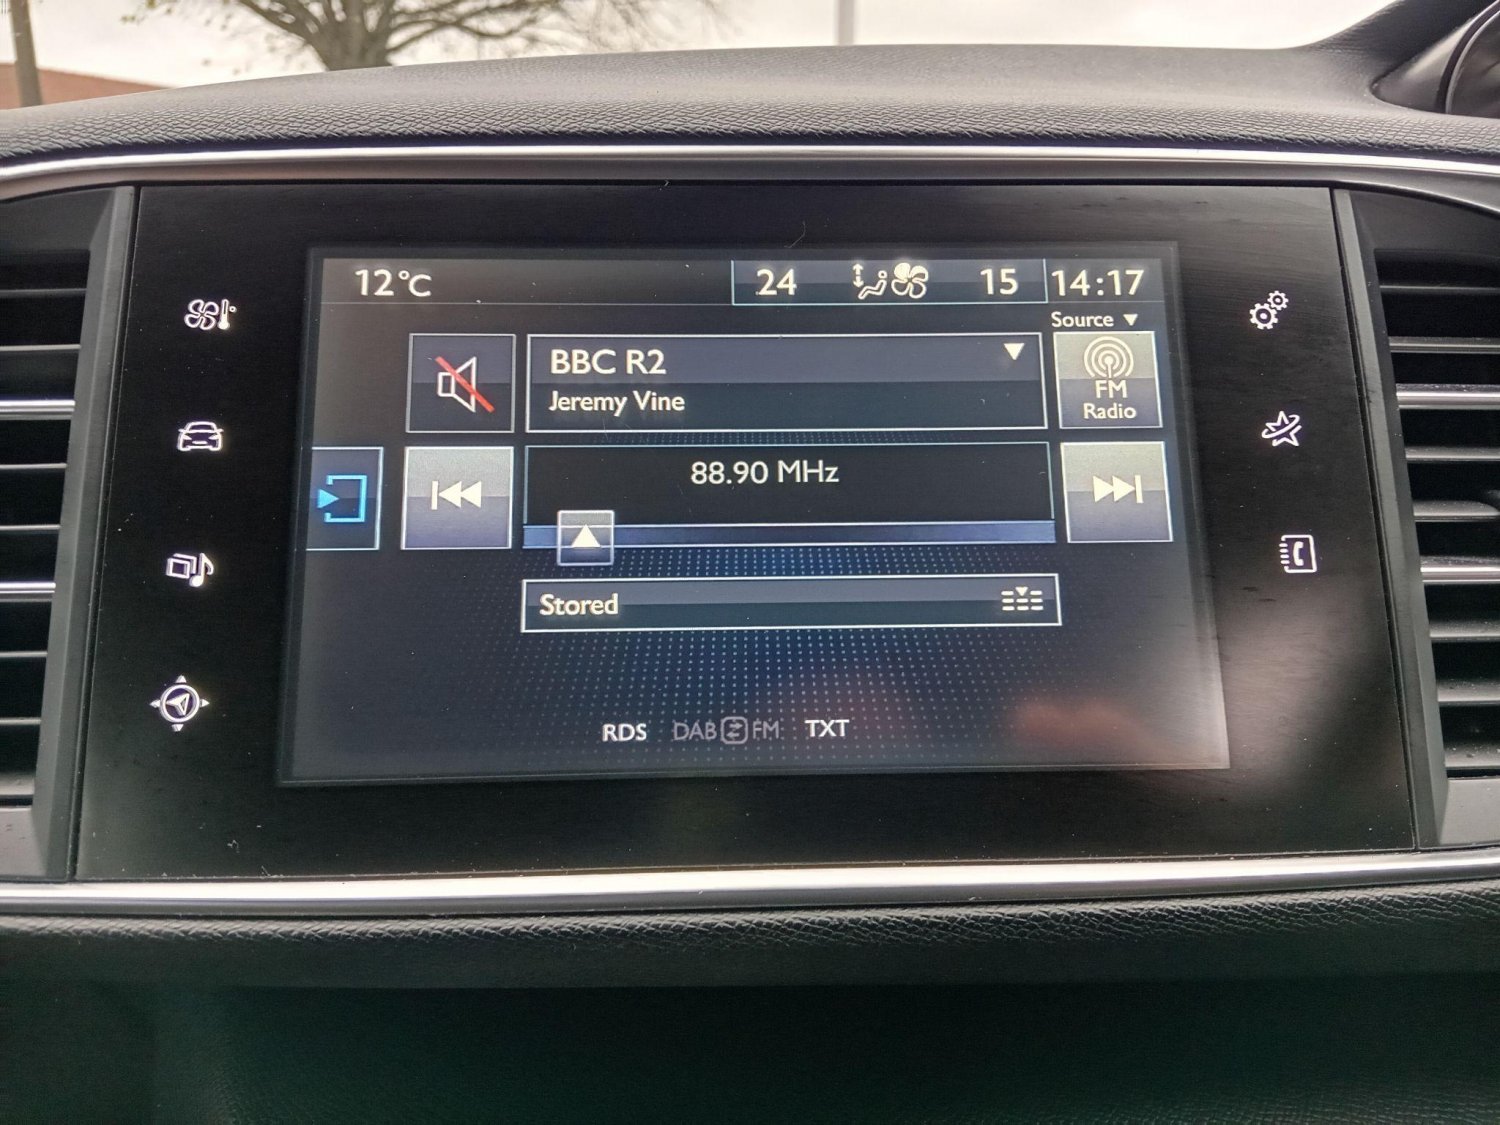 12°C 24 15 14:17
Source
BBC R2
Jeremy Vine
FM
Radio
88.90 MHz
Stored
RDS DAB FM TXT